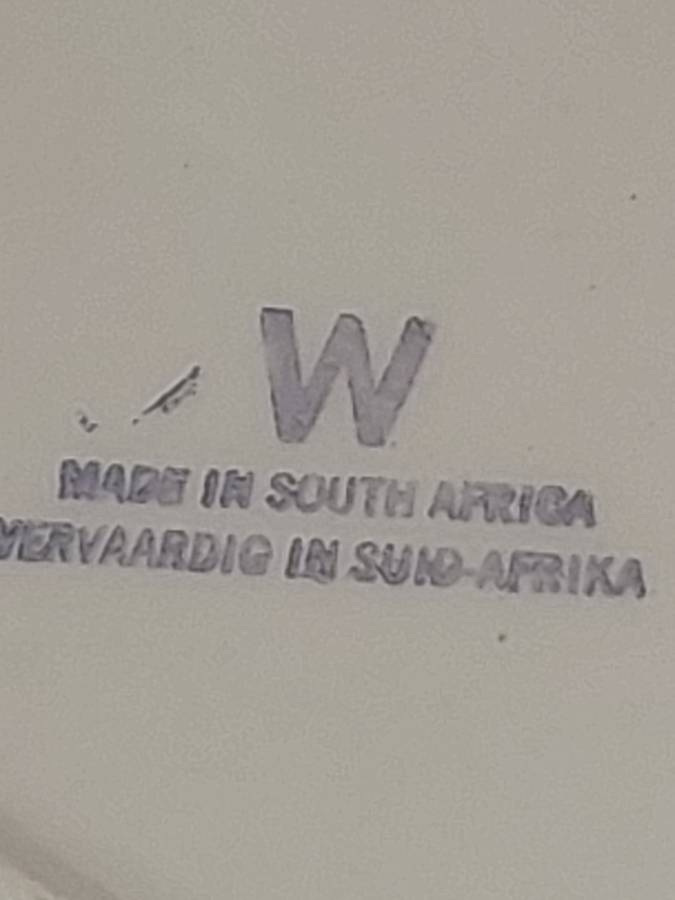 W
MADE IN SOUTH AFRICA
VERVAARDIG IN SUID-AFRIKA